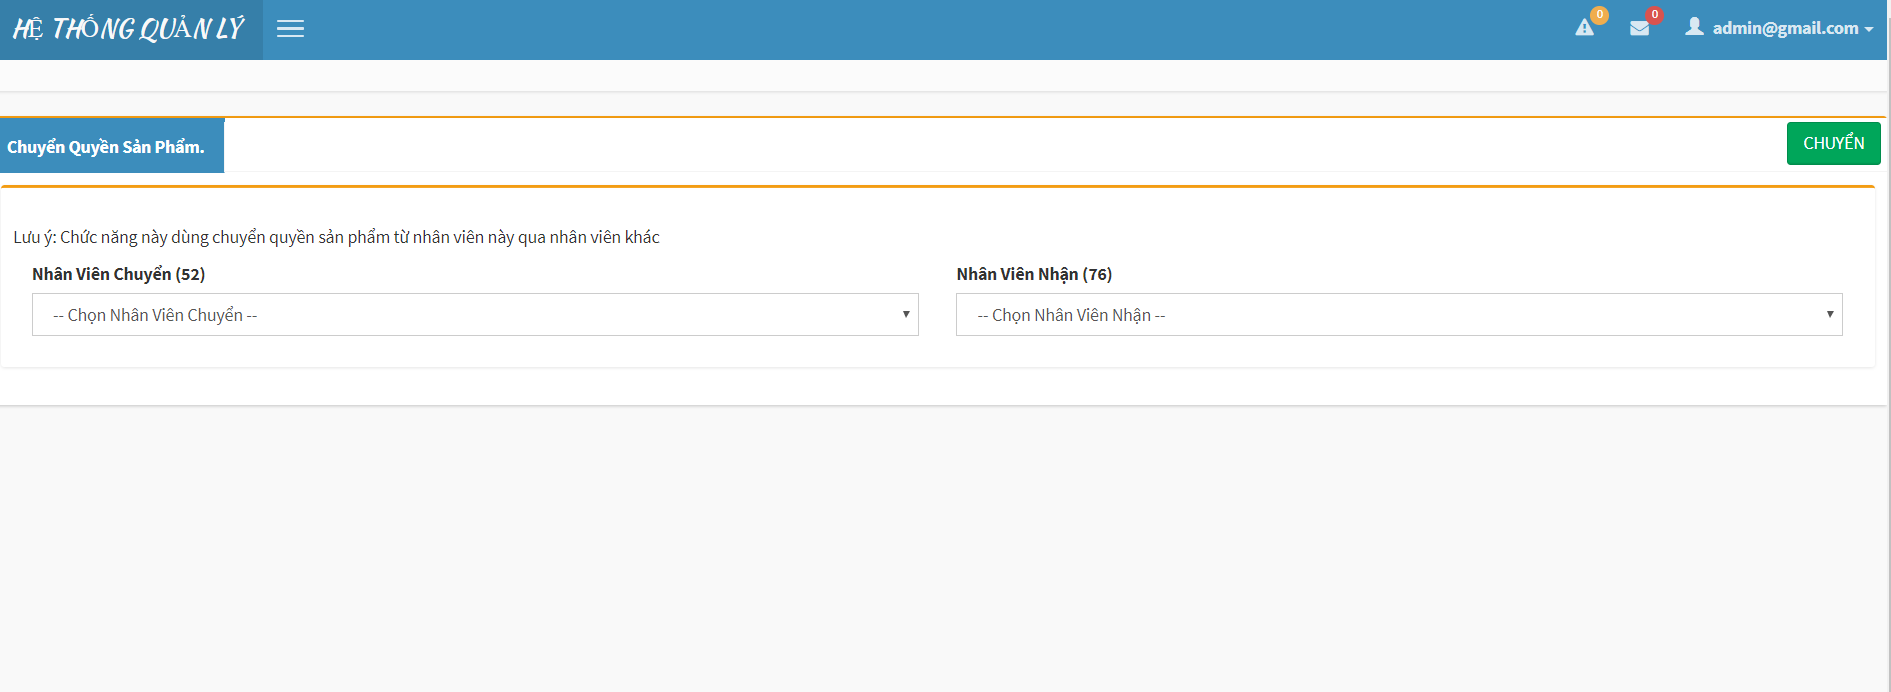 HỆ THỐNG QUẢN LÝ
0
0
admin@gmail.com
Chuyển Quyền Sản Phẩm.
CHUYỂN
Lưu ý: Chức năng này dùng chuyển quyền sản phẩm từ nhân viên này qua nhân viên khác
Nhân Viên Chuyển (52)
Nhân Viên Nhận (76)
-- Chọn Nhân Viên Chuyển --
-- Chọn Nhân Viên Nhận --